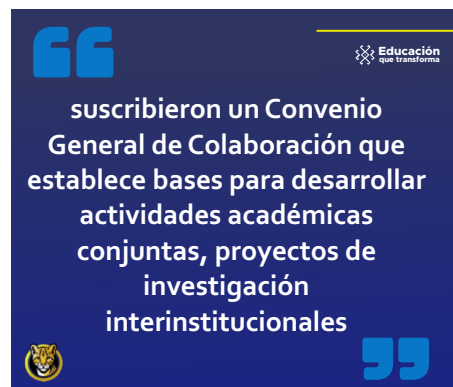 Educación
que transforma
suscribieron un Convenio
General de Colaboración que
establece bases para desarrollar
actividades académicas
conjuntas, proyectos de
investigación
interinstitucionales